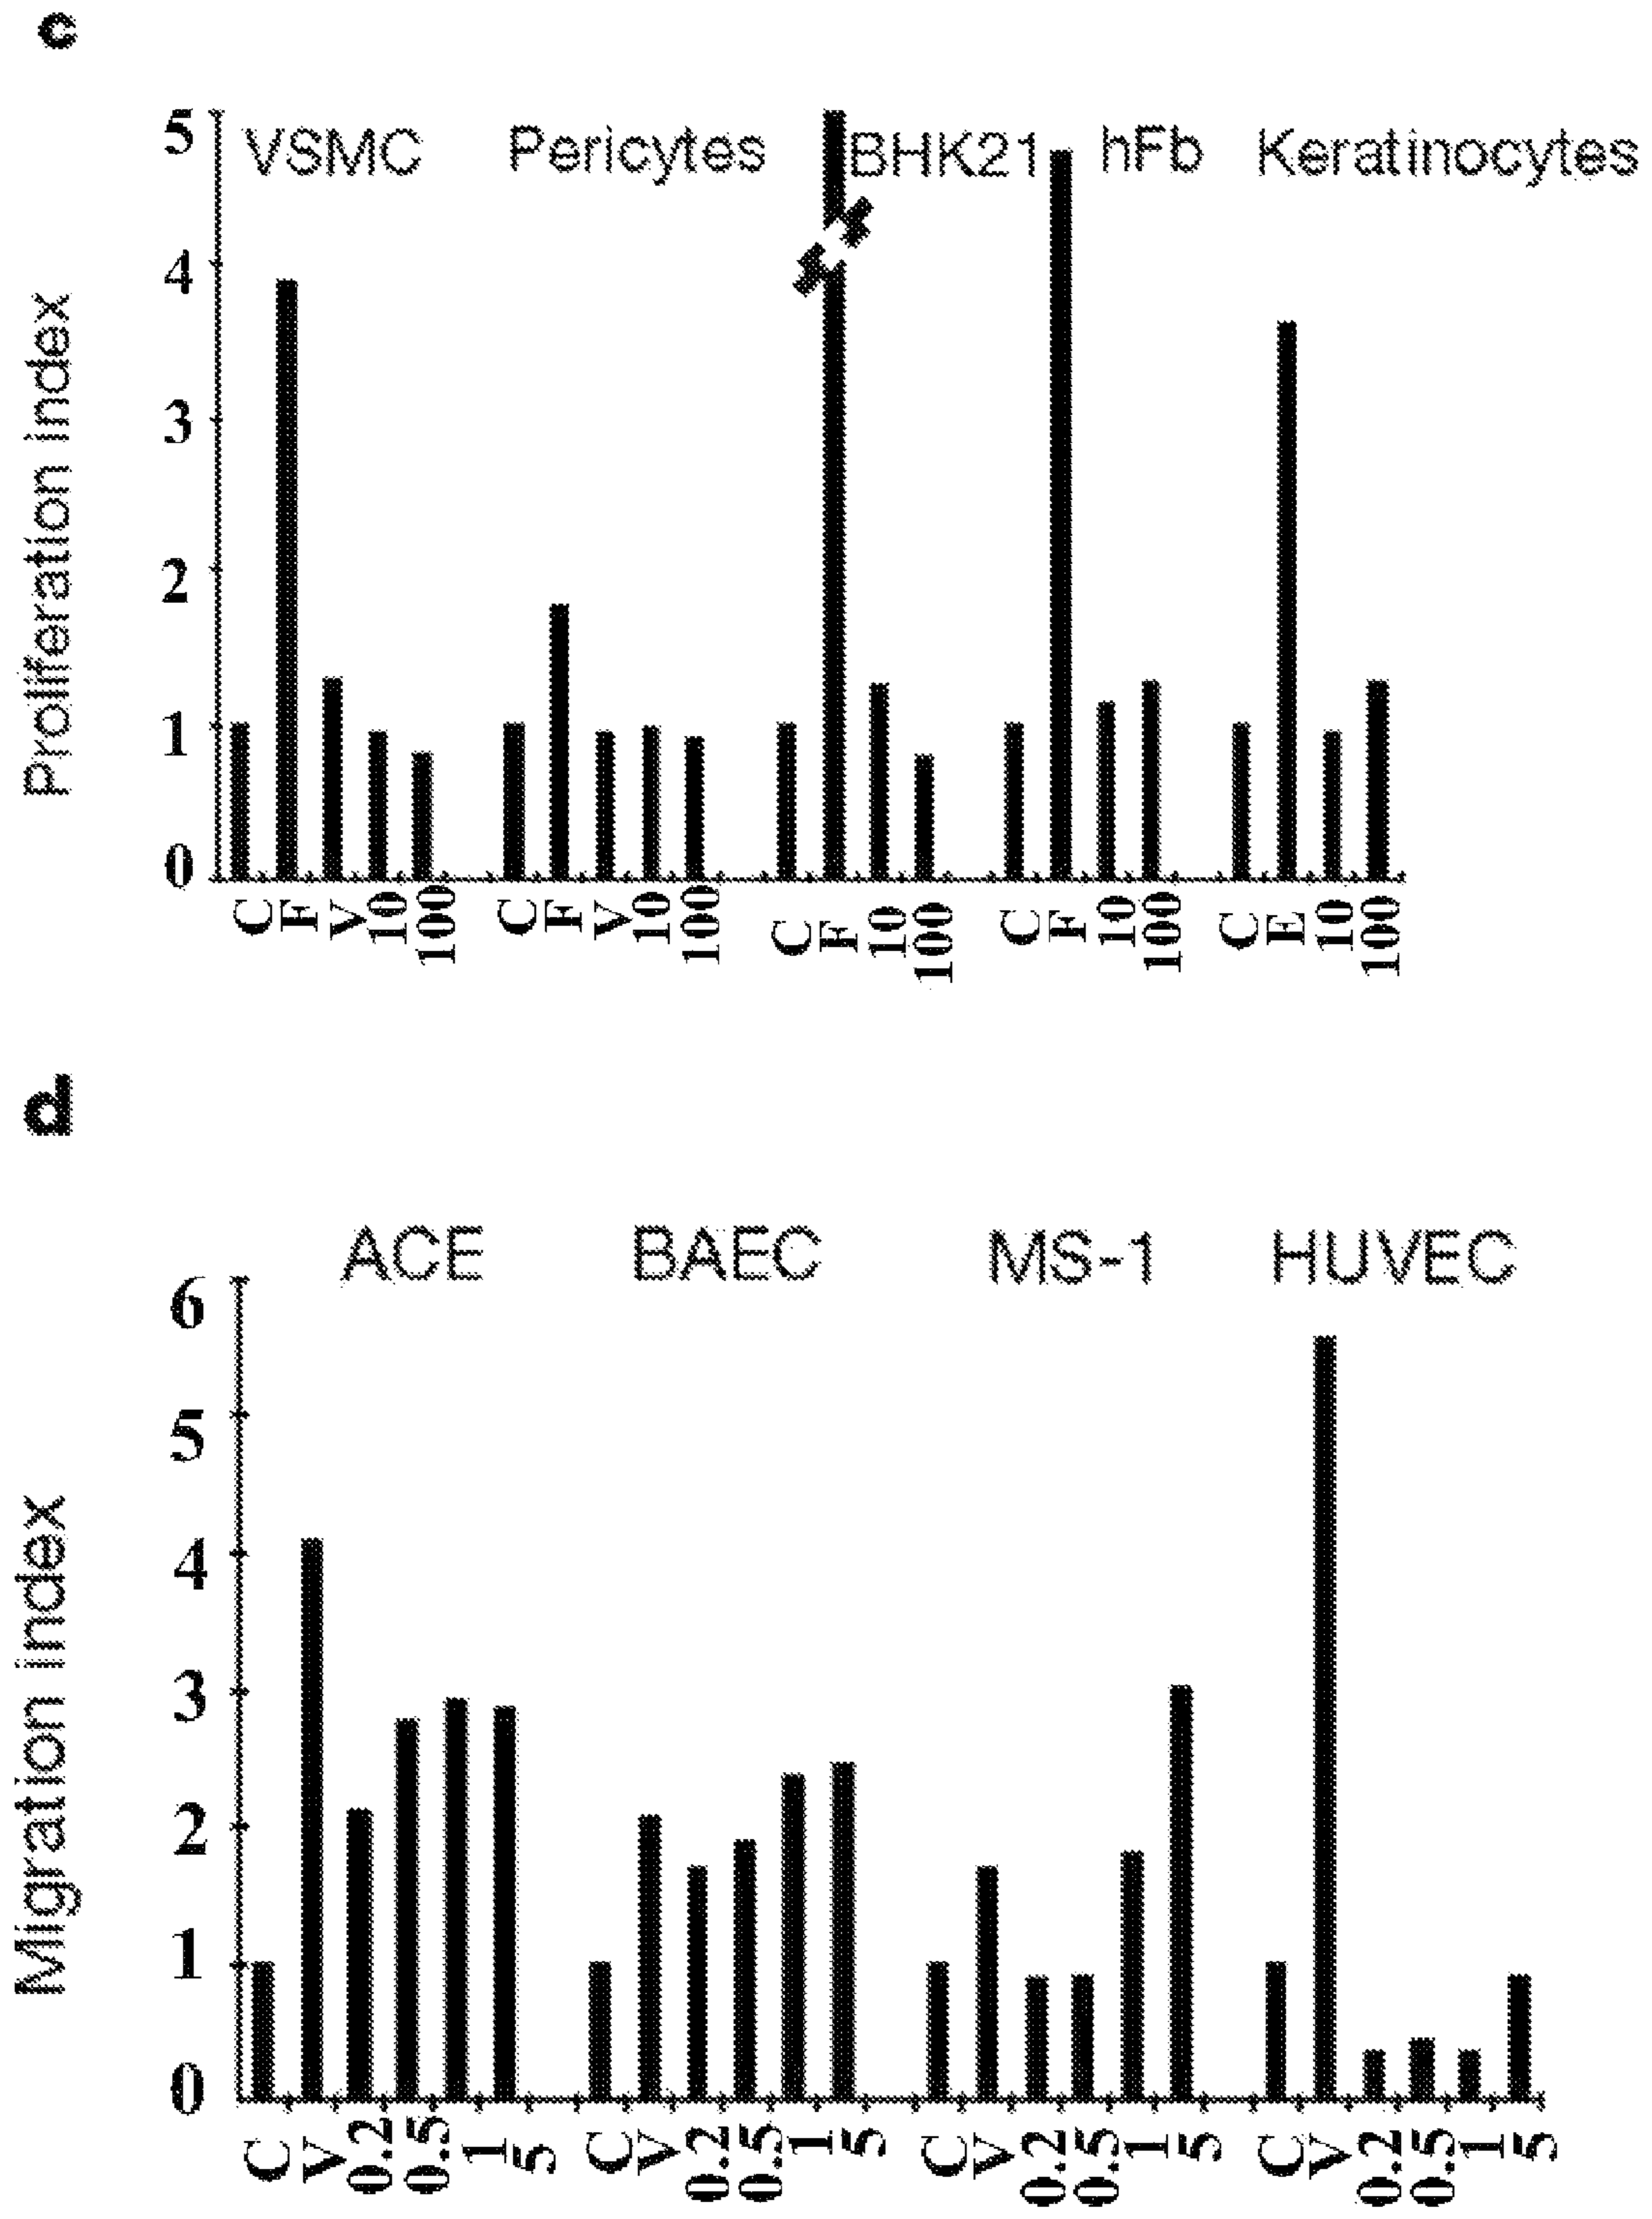 c
Proliferation index
5
4
3
2
1
0
VSMC Pericytes BHK21 hFb Keratinocytes
C F V 10 100 C F V 10 100 C F 10 100 C F 10 100 C E 10 100
d
Migration index
6
5
4
3
2
1
0
ACE BAEC MS-1 HUVEC
C V 0.2 0.5 1 5 C V 0.2 0.5 1 5 C V 0.2 0.5 1 5 C V 0.2 0.5 1 5